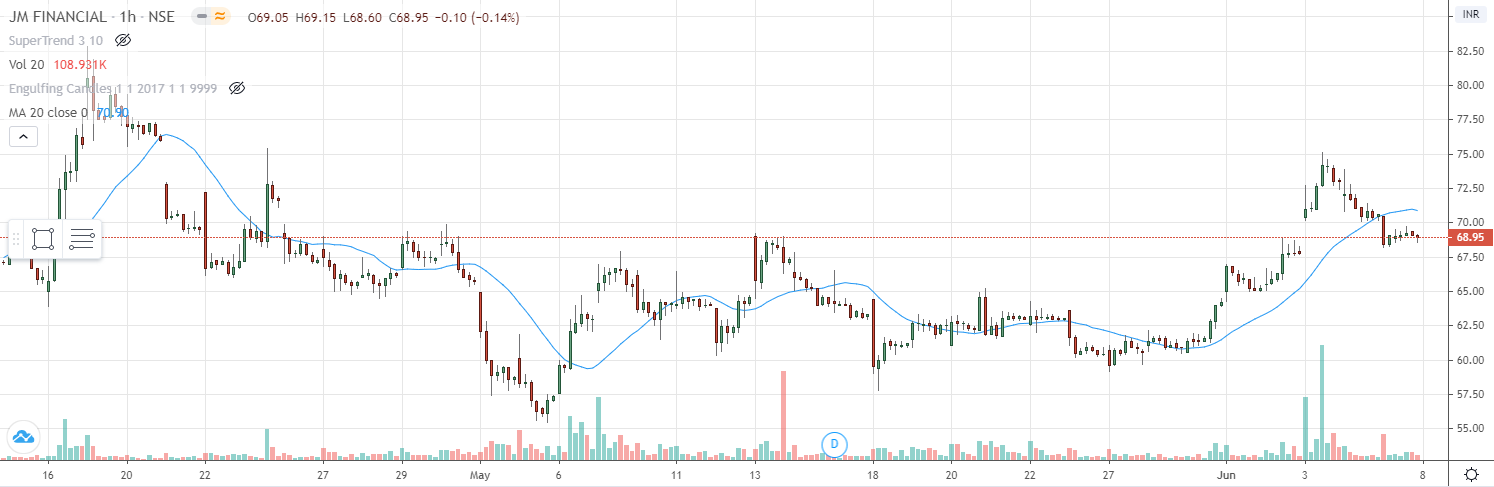 JM FINANCIAL · 1h · NSE O69.05 H69.15 L68.60 C68.95 −0.10 (−0.14%)
INR
SuperTrend 3 10
Vol 20 108.931K
Engulfing Candles 1 1 2017 1 1 9999
MA 20 close 0 70.90
82.50
80.00
77.50
75.00
72.50
70.00
68.95
67.50
65.00
62.50
60.00
57.50
55.00
D
16 20 22 27 29 May 6 11 13 18 20 22 27 Jun 3 8